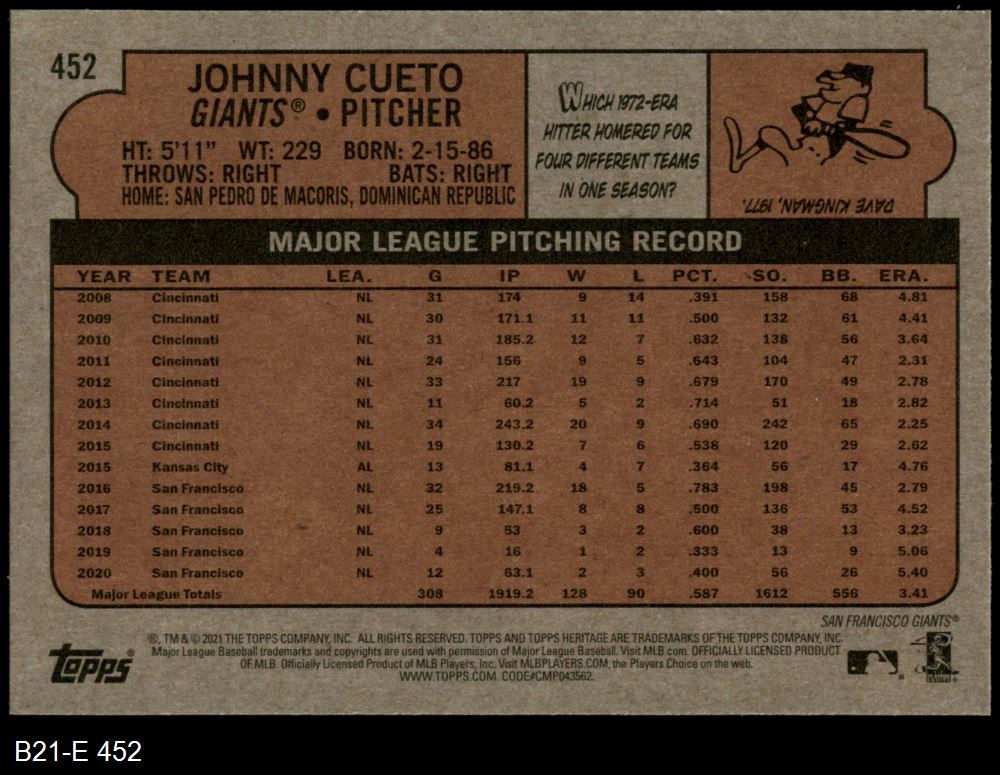 452
JOHNNY CUETO
GIANTS® • PITCHER
HT: 5'11" WT: 229 BORN: 2-15-86
THROWS: RIGHT BATS: RIGHT
HOME: SAN PEDRO DE MACORIS, DOMINICAN REPUBLIC
WHICH 1972-ERA
HITTER HOMERED FOR
FOUR DIFFERENT TEAMS
IN ONE SEASON?
DAVE KINGMAN, 1977.
MAJOR LEAGUE PITCHING RECORD
YEAR TEAM LEA. G IP W L PCT. SO. BB. ERA.
2008 Cincinnati NL 31 174 9 14 .391 158 68 4.81
2009 Cincinnati NL 30 171.1 11 11 .500 132 61 4.41
2010 Cincinnati NL 31 185.2 12 7 .632 138 56 3.64
2011 Cincinnati NL 24 156 9 5 .643 104 47 2.31
2012 Cincinnati NL 33 217 19 9 .679 170 49 2.78
2013 Cincinnati NL 11 60.2 5 2 .714 51 18 2.82
2014 Cincinnati NL 34 243.2 20 9 .690 242 65 2.25
2015 Cincinnati NL 19 130.2 7 6 .538 120 29 2.62
2015 Kansas City AL 13 81.1 4 7 .364 56 17 4.76
2016 San Francisco NL 32 219.2 18 5 .783 198 45 2.79
2017 San Francisco NL 25 147.1 8 8 .500 136 53 4.52
2018 San Francisco NL 9 53 3 2 .600 38 13 3.23
2019 San Francisco NL 4 16 1 2 .333 13 9 5.06
2020 San Francisco NL 12 63.1 2 3 .400 56 26 5.40
Major League Totals 308 1919.2 128 90 .587 1612 556 3.41
SAN FRANCISCO GIANTS®
®, TM & © 2021 THE TOPPS COMPANY, INC. ALL RIGHTS RESERVED. TOPPS AND TOPPS HERITAGE ARE TRADEMARKS OF THE TOPPS COMPANY, INC.
Major League Baseball trademarks and copyrights are used with permission of Major League Baseball. Visit MLB.com. OFFICIALLY LICENSED PRODUCT
OF MLB. Officially Licensed Product of MLB Players, Inc. Visit MLBPLAYERS.COM, the Players Choice on the web.
WWW.TOPPS.COM. CODE#CMP043562.
Topps®
B21-E 452